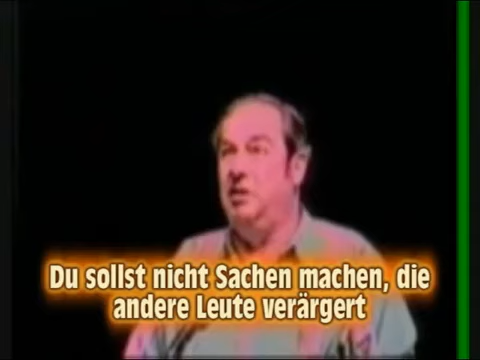 Du sollst nicht Sachen machen, die
andere Leute verärgert